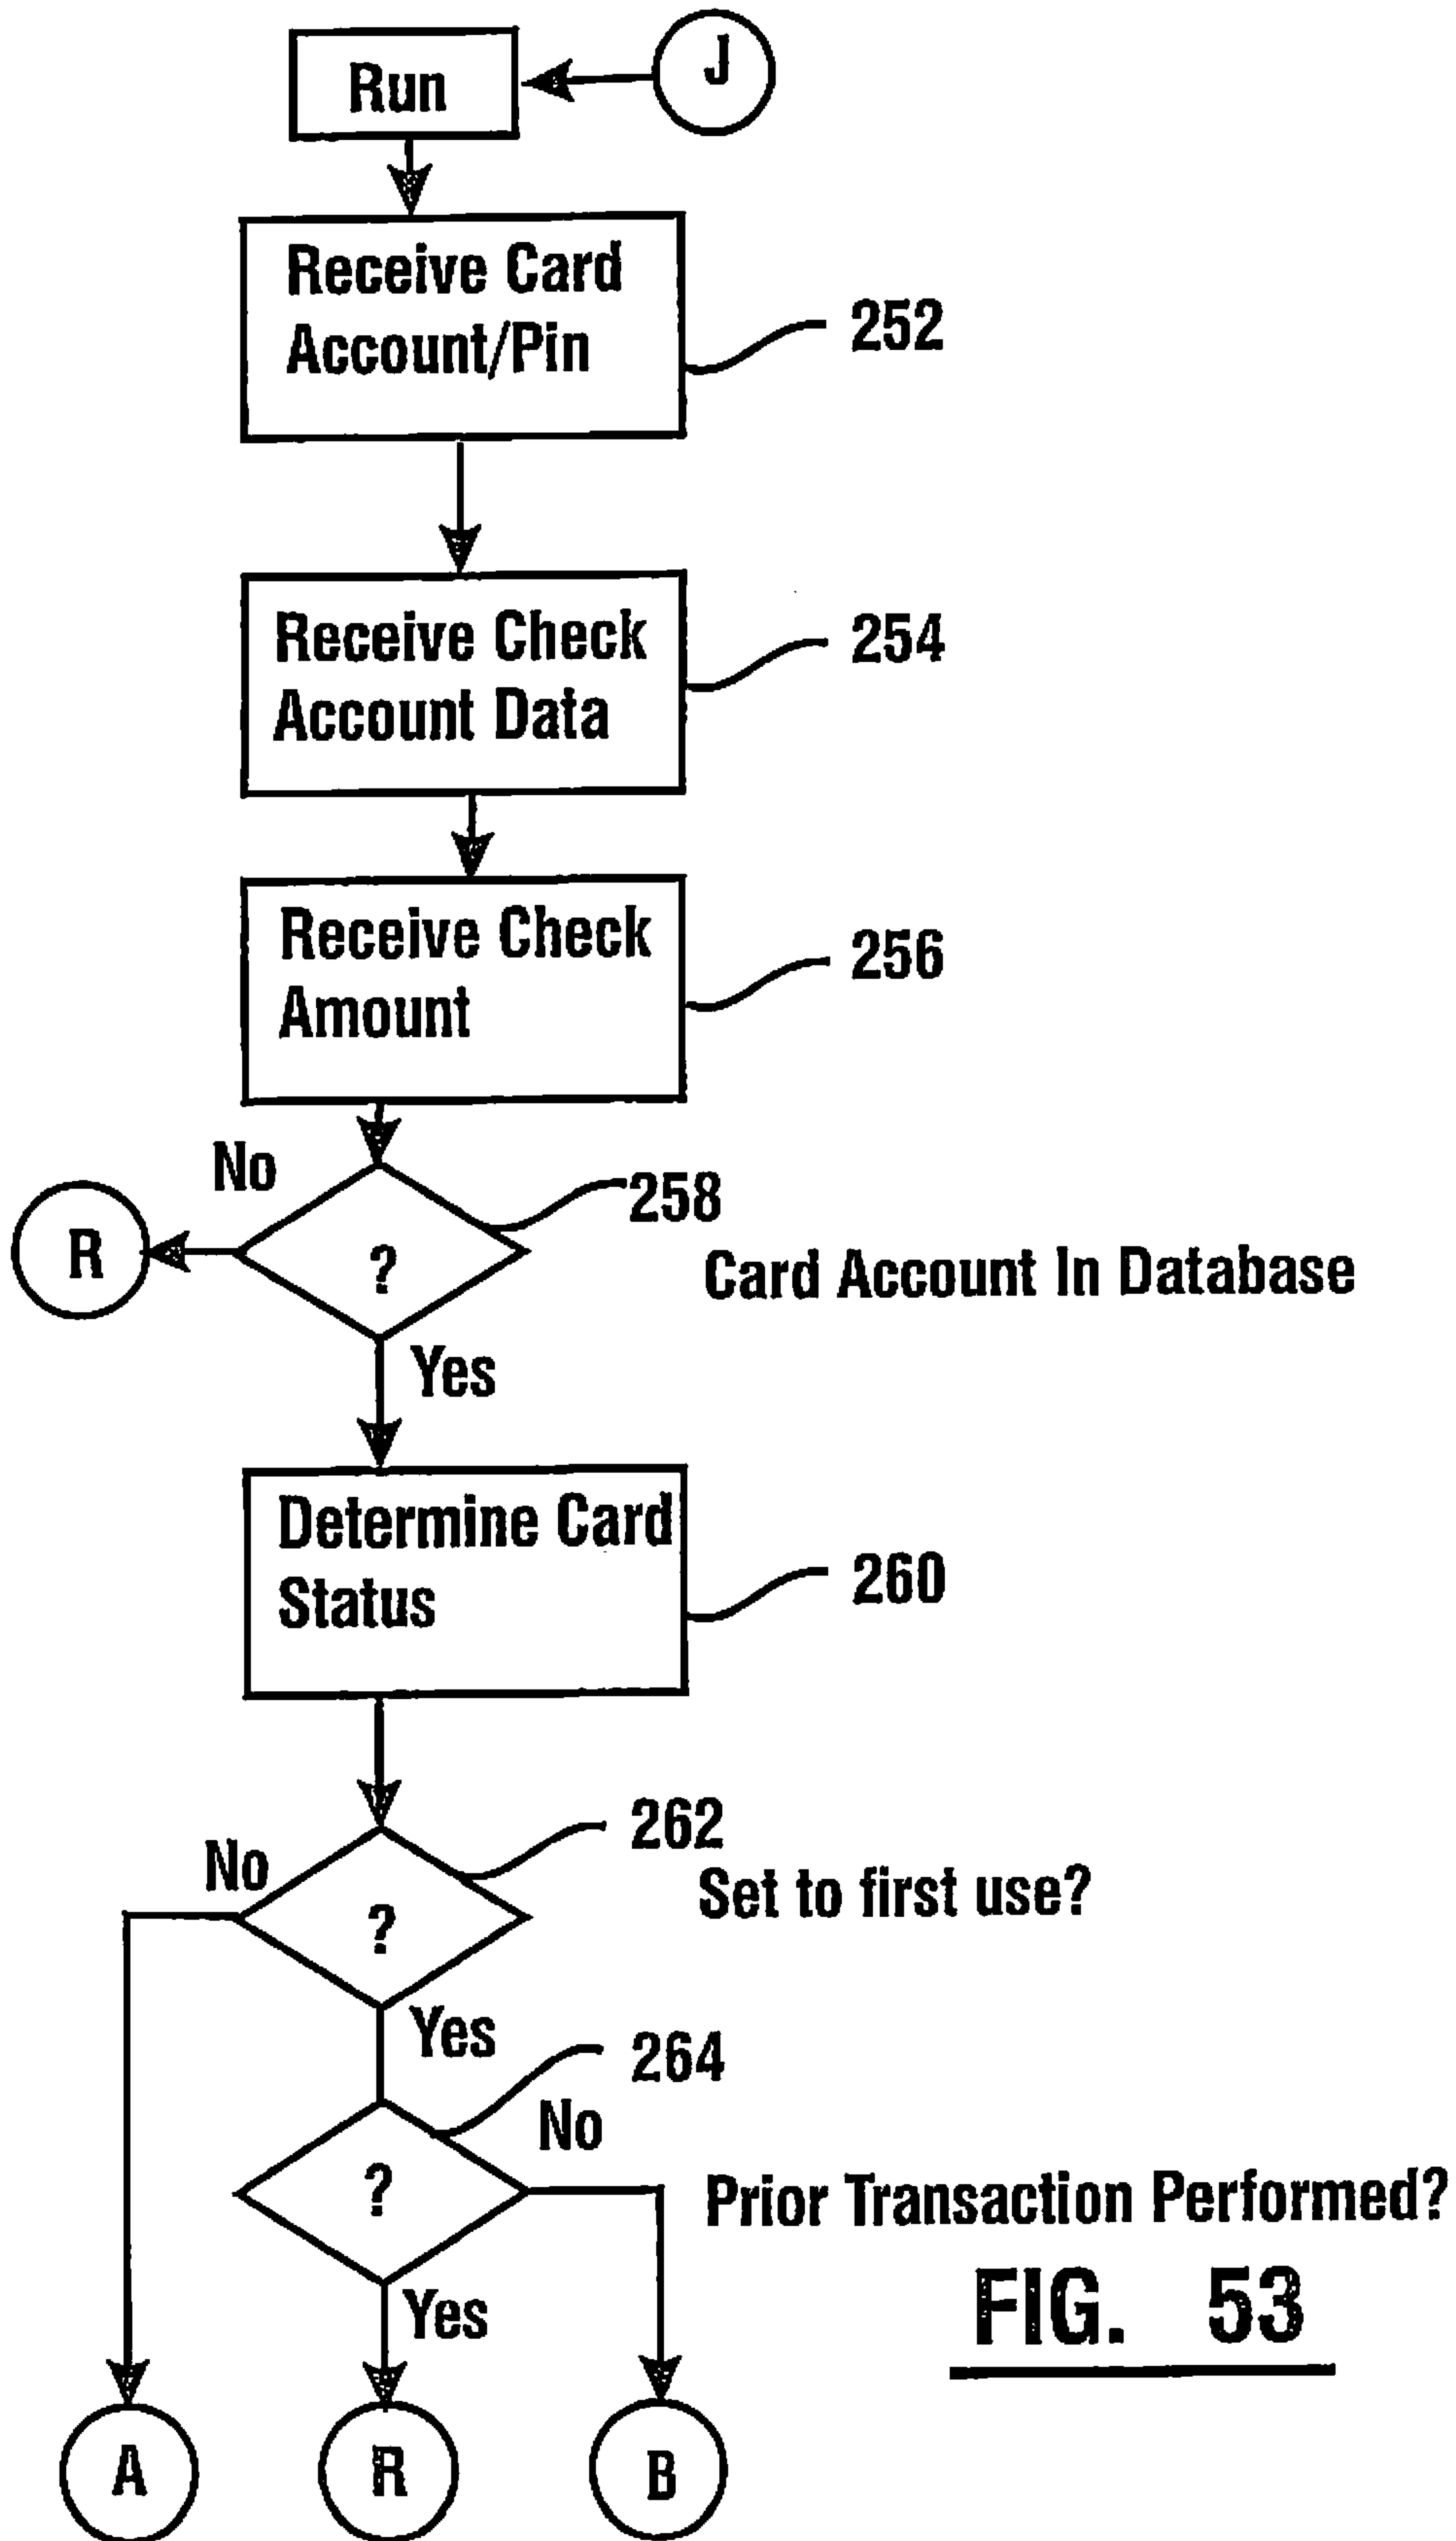 Run
J
Receive Card
Account/Pin
252
Receive Check
Account Data
254
Receive Check
Amount
256
No
258
R
?
Card Account In Database
Yes
Determine Card
Status
260
262
No
Set to first use?
?
Yes
264
No
?
Prior Transaction Performed?
Yes
FIG. 53
A
R
B